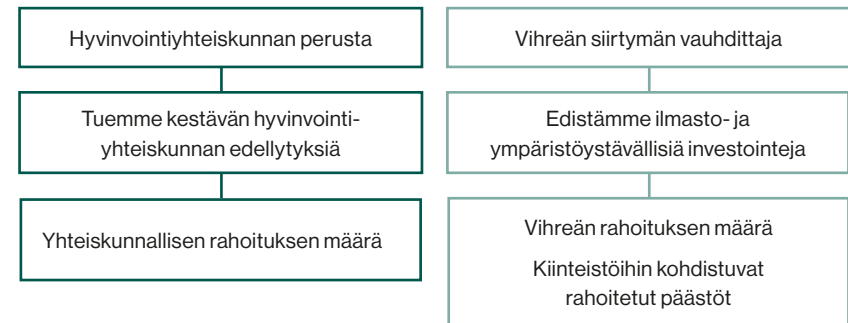 Hyvinvointiyhteiskunnan perusta
Tuemme kestävän hyvinvointi-
yhteiskunnan edellytyksiä
Yhteiskunnallisen rahoituksen määrä
Vihreän siirtymän vauhdittaja
Edistämme ilmasto- ja
ympäristöystävällisiä investointeja
Vihreän rahoituksen määrä
Kiinteistöihin kohdistuvat
rahoitetut päästöt